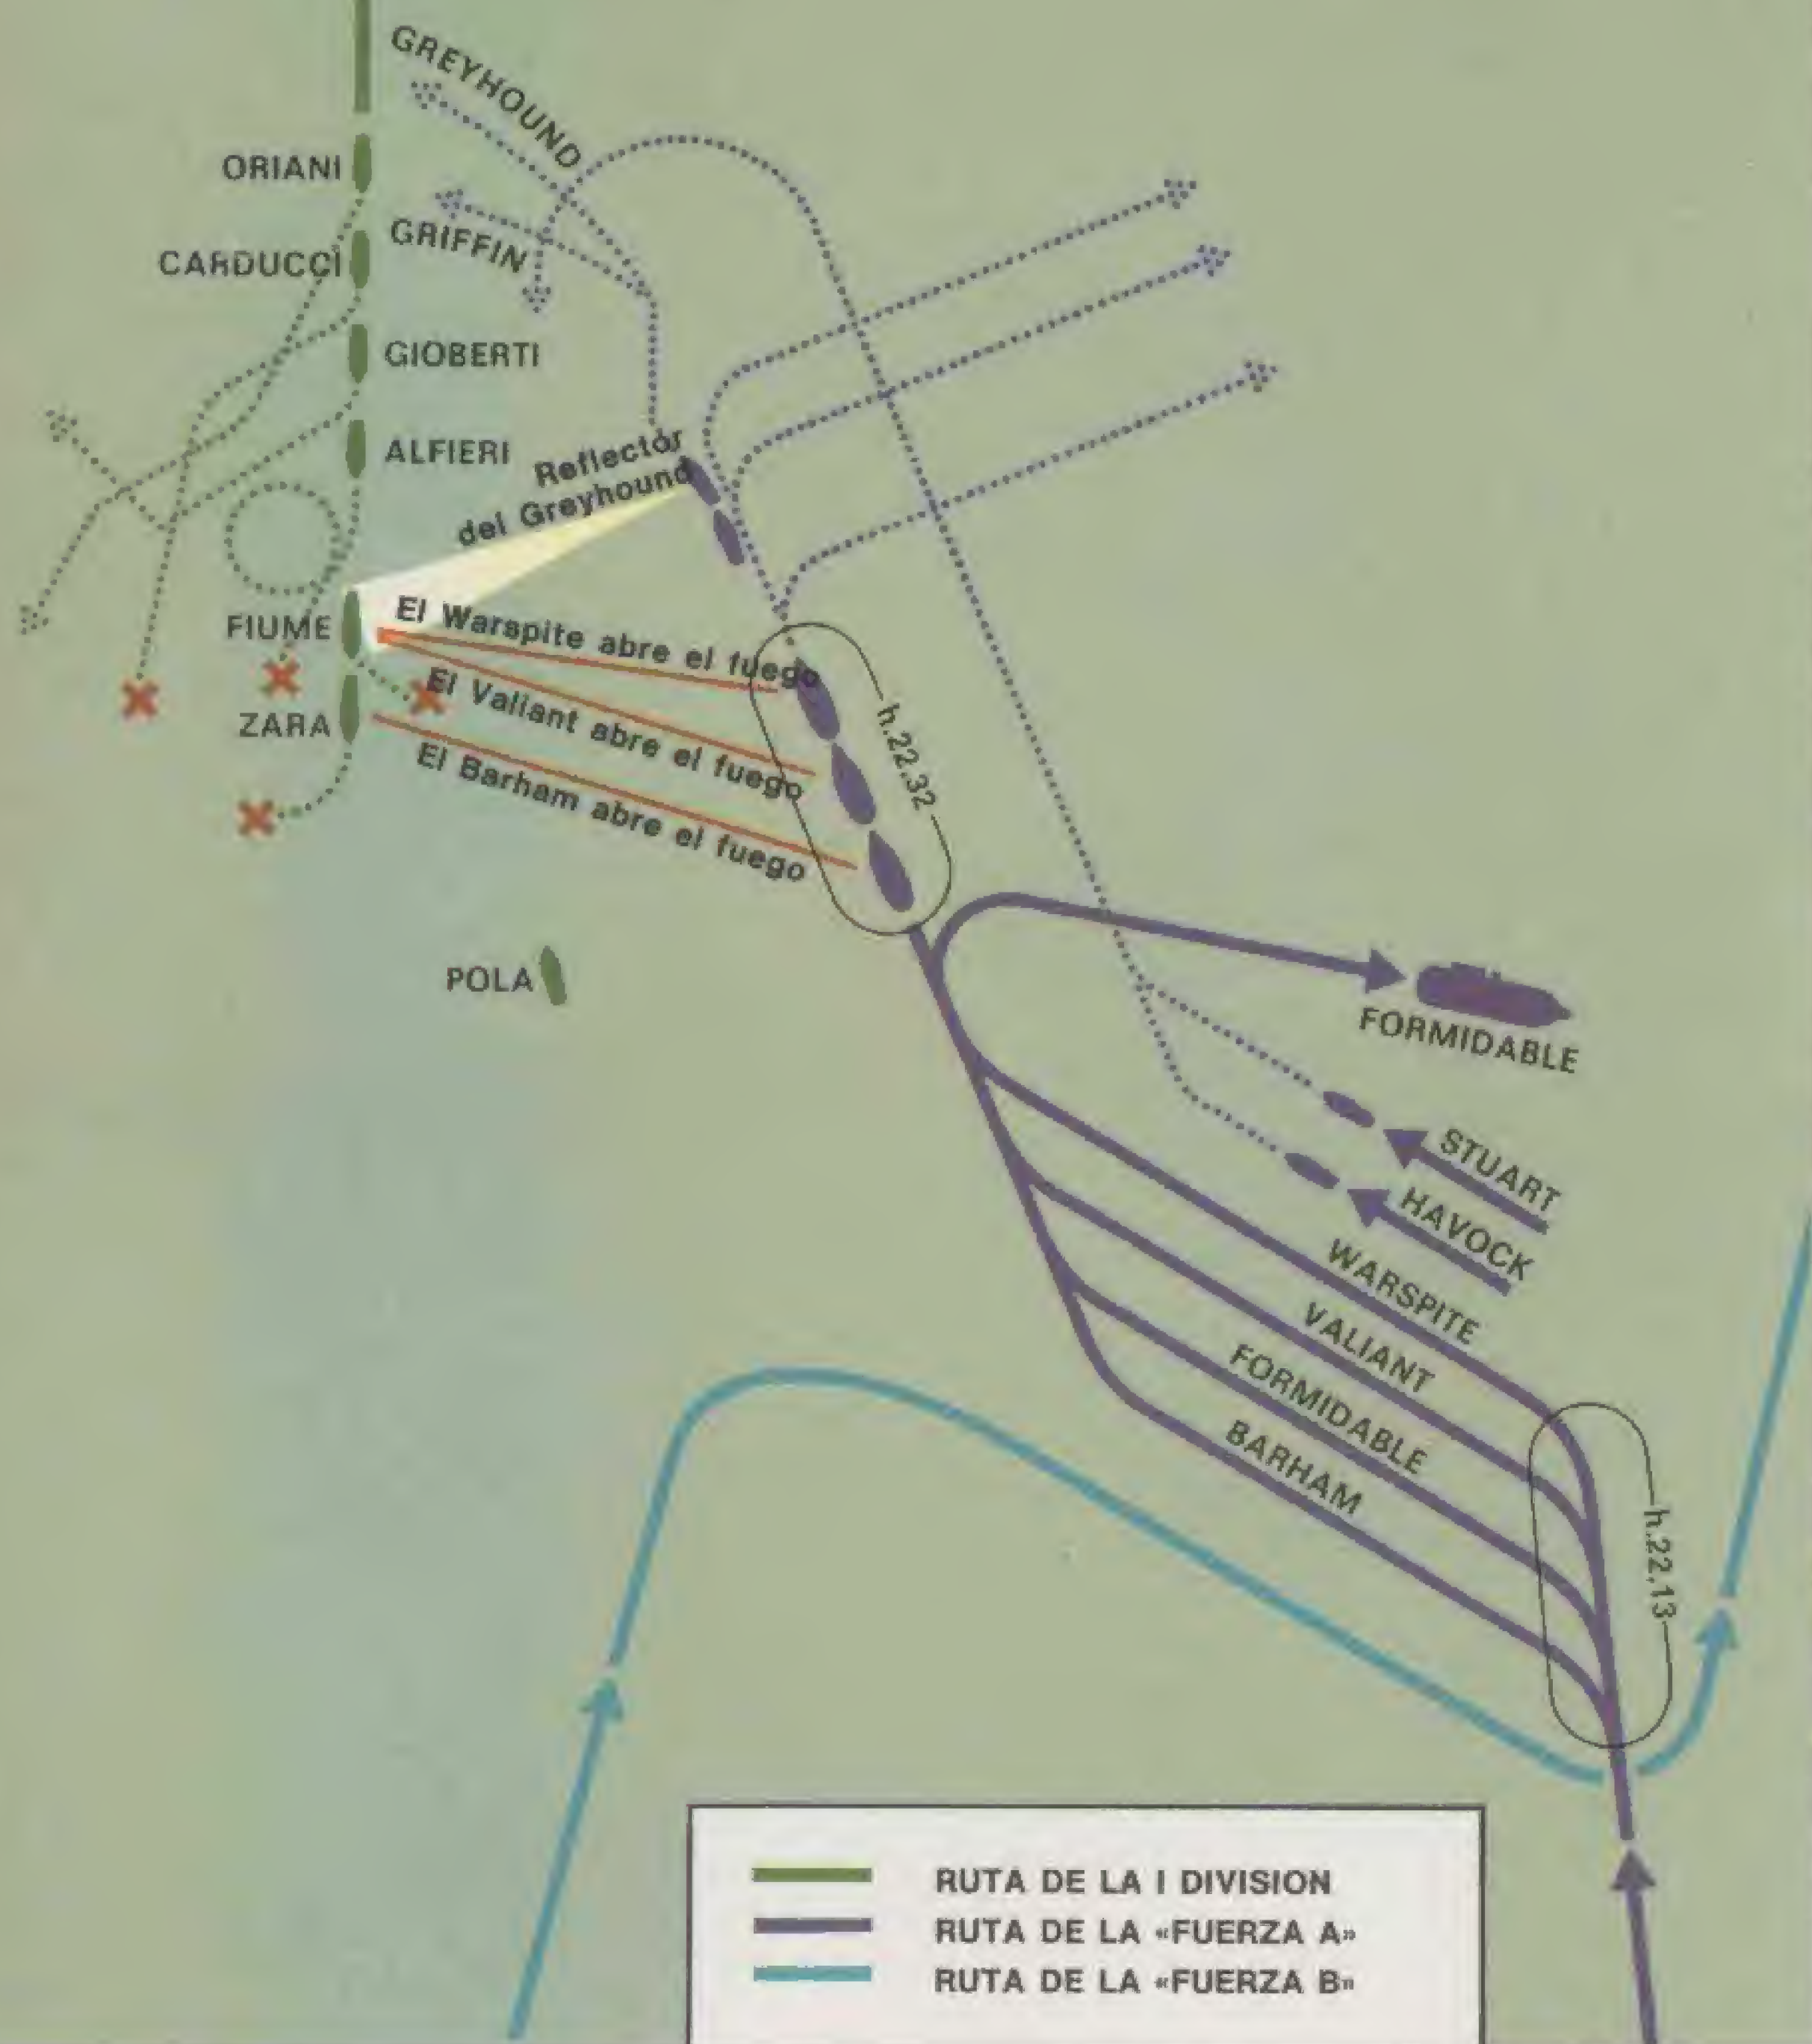 GREYHOUND
ORIANI
GRIFFIN
CARDUCCI
GIOBERTI
ALFIERI
Reflector
del Greyhound
FIUME
El Warspite abre el fuego
El Valiant abre el fuego
ZARA
El Barham abre el fuego
h.22,32
POLA
FORMIDABLE
STUART
HAVOCK
WARSPITE
VALIANT
FORMIDABLE
BARHAM
h.22,13
RUTA DE LA I DIVISION
RUTA DE LA «FUERZA A»
RUTA DE LA «FUERZA B»